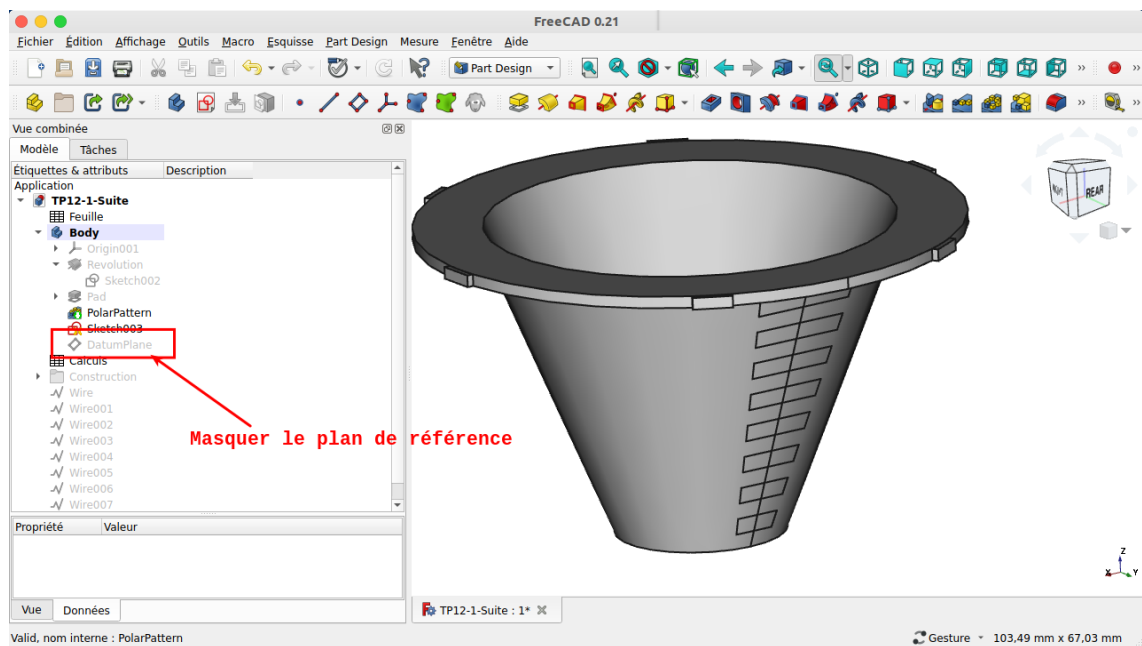 FreeCAD 0.21
Fichier Édition Affichage Outils Macro Esquisse Part Design Mesure Fenêtre Aide
Part Design
Vue combinée
Modèle Tâches
Étiquettes & attributs Description
Application
TP12-1-Suite
Feuille
Body
Origin001
Revolution
Sketch002
Pad
PolarPattern
Sketch003
DatumPlane
Calculs
Construction
Wire
Wire001
Wire002
Wire003
Wire004
Wire005
Wire006
Wire007
Masquer le plan de référence
REAR
Z
X Y
Propriété Valeur
Vue Données
TP12-1-Suite : 1*
Valid, nom interne : PolarPattern
Gesture 103,49 mm x 67,03 mm